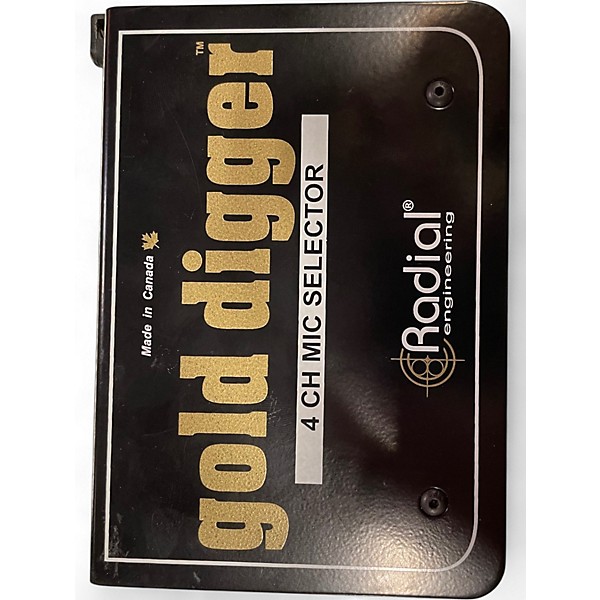 Made in Canada
gold digger™
4 CH MIC SELECTOR
Radial®
engineering